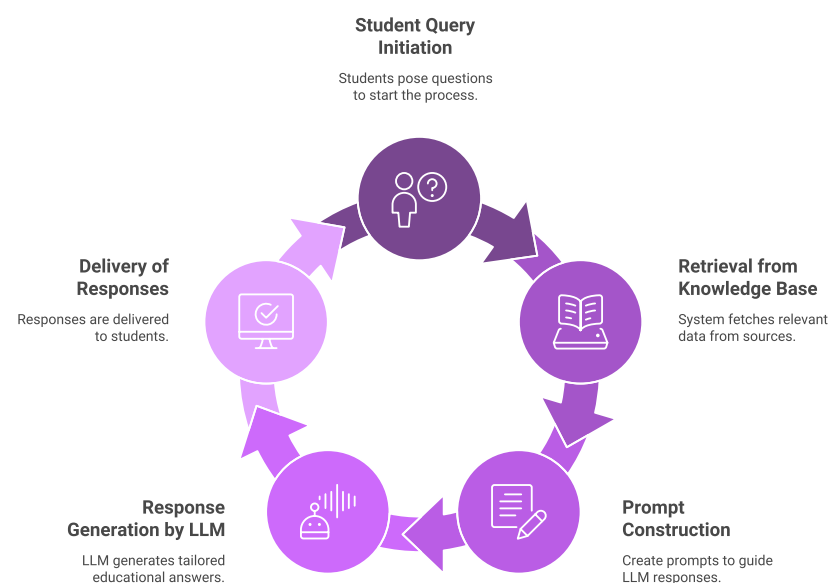 Student Query
Initiation
Students pose questions
to start the process.
?
Delivery of
Responses
Responses are delivered
to students.
Retrieval from
Knowledge Base
System fetches relevant
data from sources.
Response
Generation by LLM
LLM generates tailored
educational answers.
Prompt
Construction
Create prompts to guide
LLM responses.